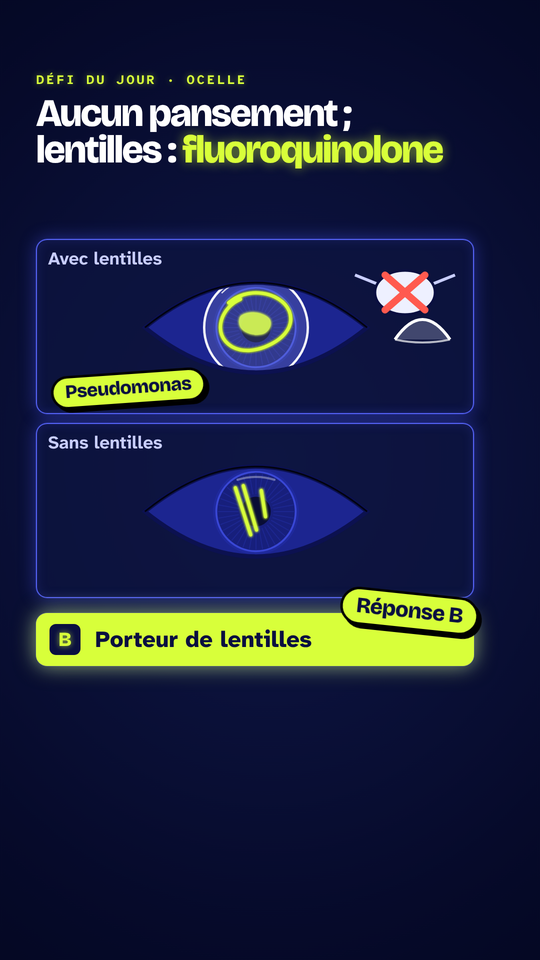 DÉFI DU JOUR · OCELLE
Aucun pansement ;
lentilles : fluoroquinolone
Avec lentilles
Pseudomonas
Sans lentilles
Réponse B
B Porteur de lentilles